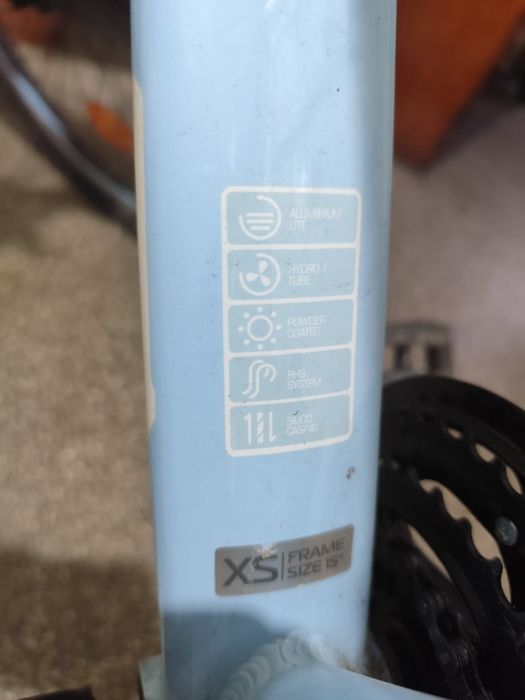 ALUMINIUM
LITE
HYDRO F
TUBE
POWDER
COATED
RHS
SYSTEM
SILICO
CASING
XS FRAME
SIZE 15"